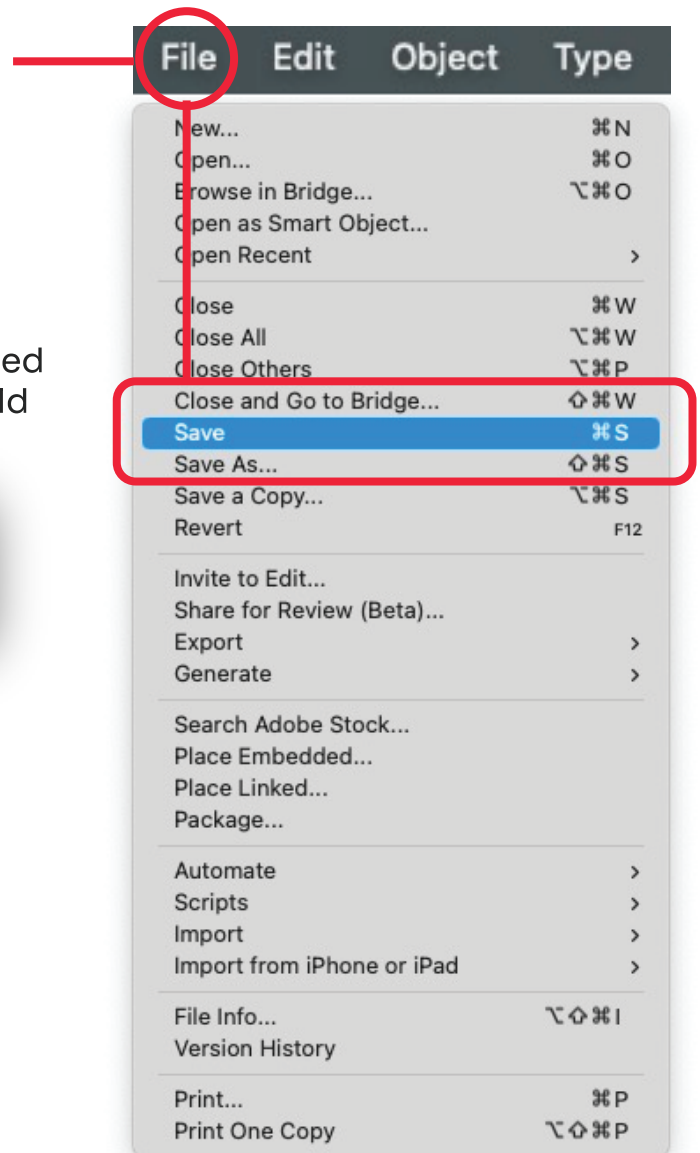 File Edit Object Type
New... ⌘N
Open... ⌘O
Browse in Bridge... ⌥⌘O
Open as Smart Object...
Open Recent >
Close ⌘W
Close All ⌥⌘W
Close Others ⌥⌘P
ed
ld
Close and Go to Bridge... ⇧⌘W
Save ⌘S
Save As... ⇧⌘S
Save a Copy... ⌥⌘S
Revert F12
Invite to Edit...
Share for Review (Beta)...
Export >
Generate >
Search Adobe Stock...
Place Embedded...
Place Linked...
Package...
Automate >
Scripts >
Import >
Import from iPhone or iPad >
File Info... ⌥⇧⌘I
Version History
Print... ⌘P
Print One Copy ⌥⇧⌘P